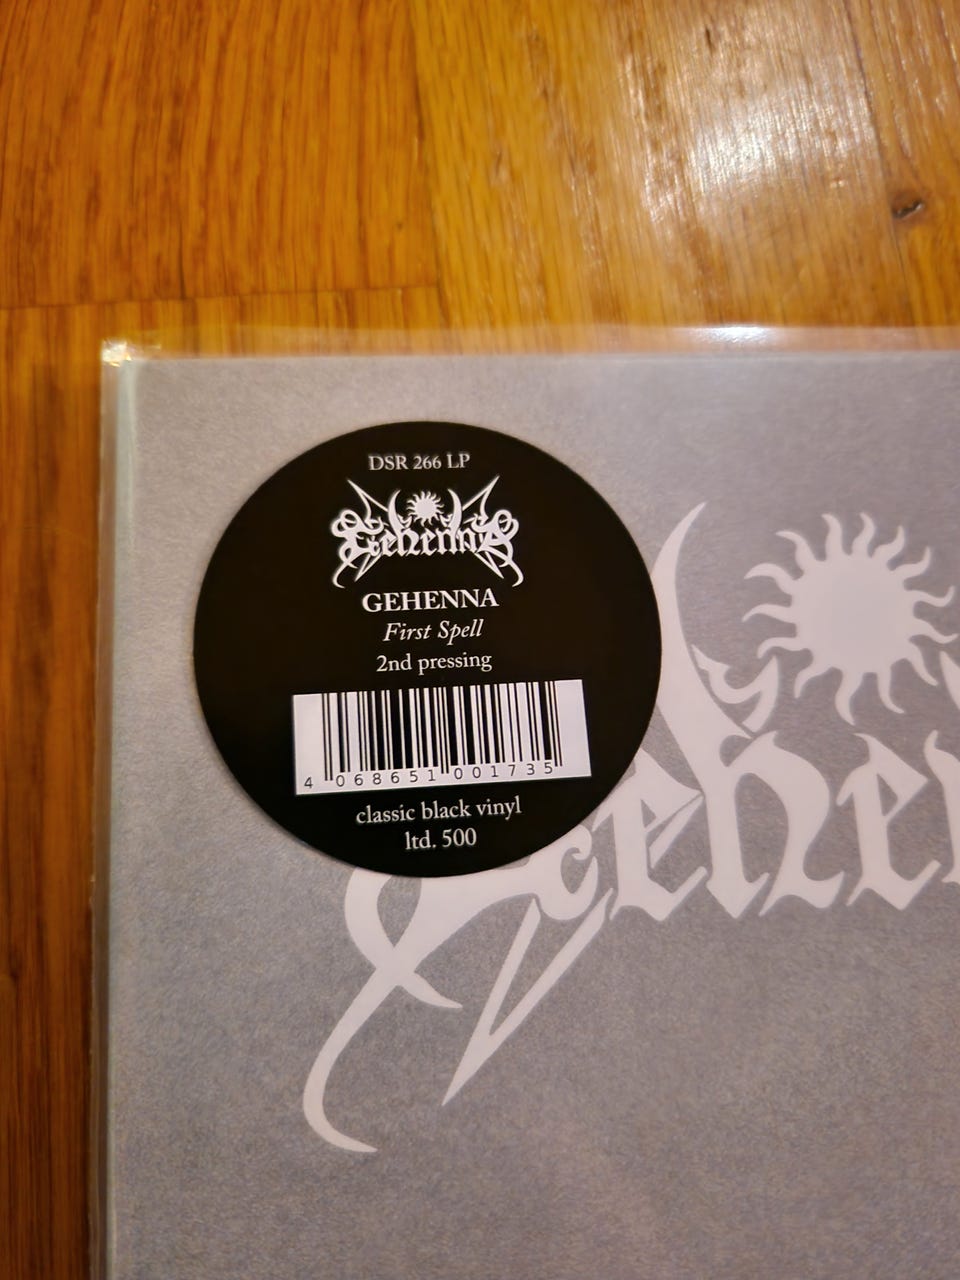 DSR 266 LP
Gehenna
GEHENNA
First Spell
2nd pressing
4 068651 001735
classic black vinyl
ltd. 500
Gehen